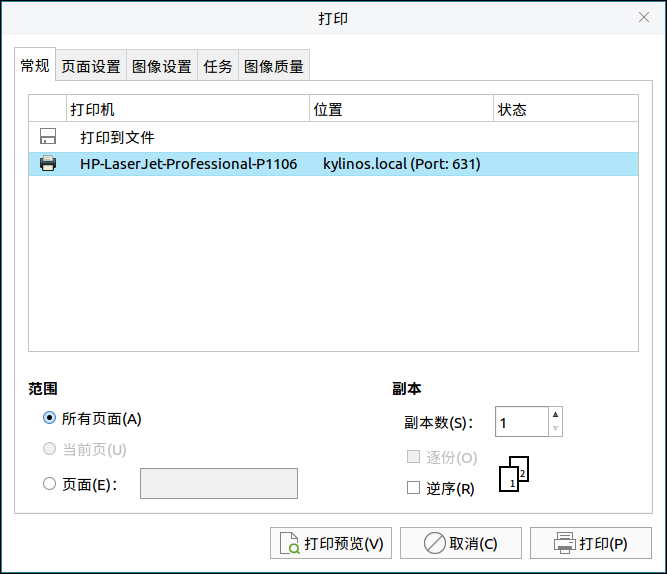 打印
常规 页面设置 图像设置 任务 图像质量
打印机 位置 状态
打印到文件
HP-LaserJet-Professional-P1106 kylinos.local (Port: 631)
范围 副本
所有页面(A) 副本数(S)： 1
当前页(U) 逐份(O)
页面(E)： 逆序(R) 1 2
打印预览(V) 取消(C) 打印(P)